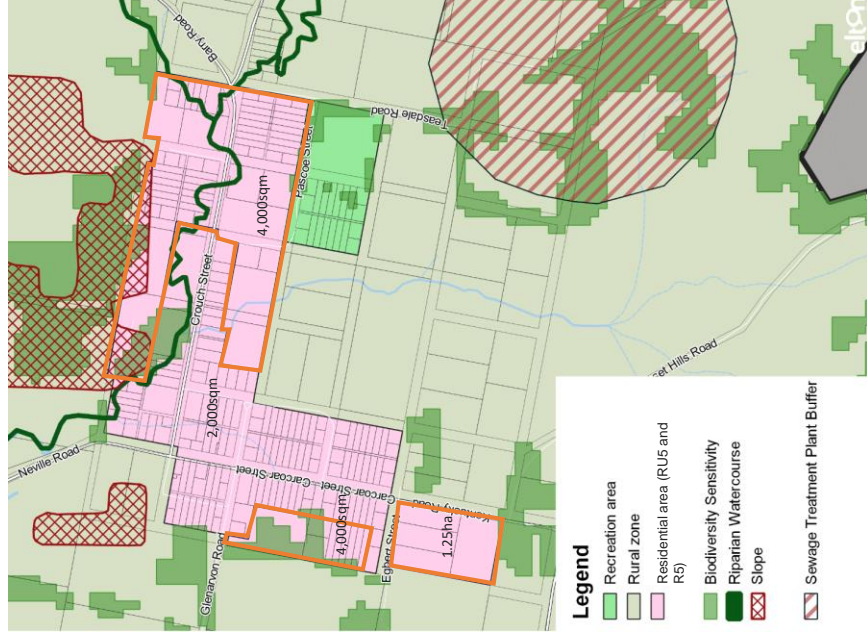 Barry Road
Teasdale Road
Pascoe Street
4,000sqm
Crouch Street
2,000sqm
Neville Road
Carcoar Street
Carcoar Street
Glenarvon Road
4,000sqm
Egbert Street
Kentucky Road
1.25ha
set Hills Road
Legend
Recreation area
Rural zone
Residential area (RU5 and
R5)
Biodiversity Sensitivity
Riparian Watercourse
Slope
Sewage Treatment Plant Buffer
elton